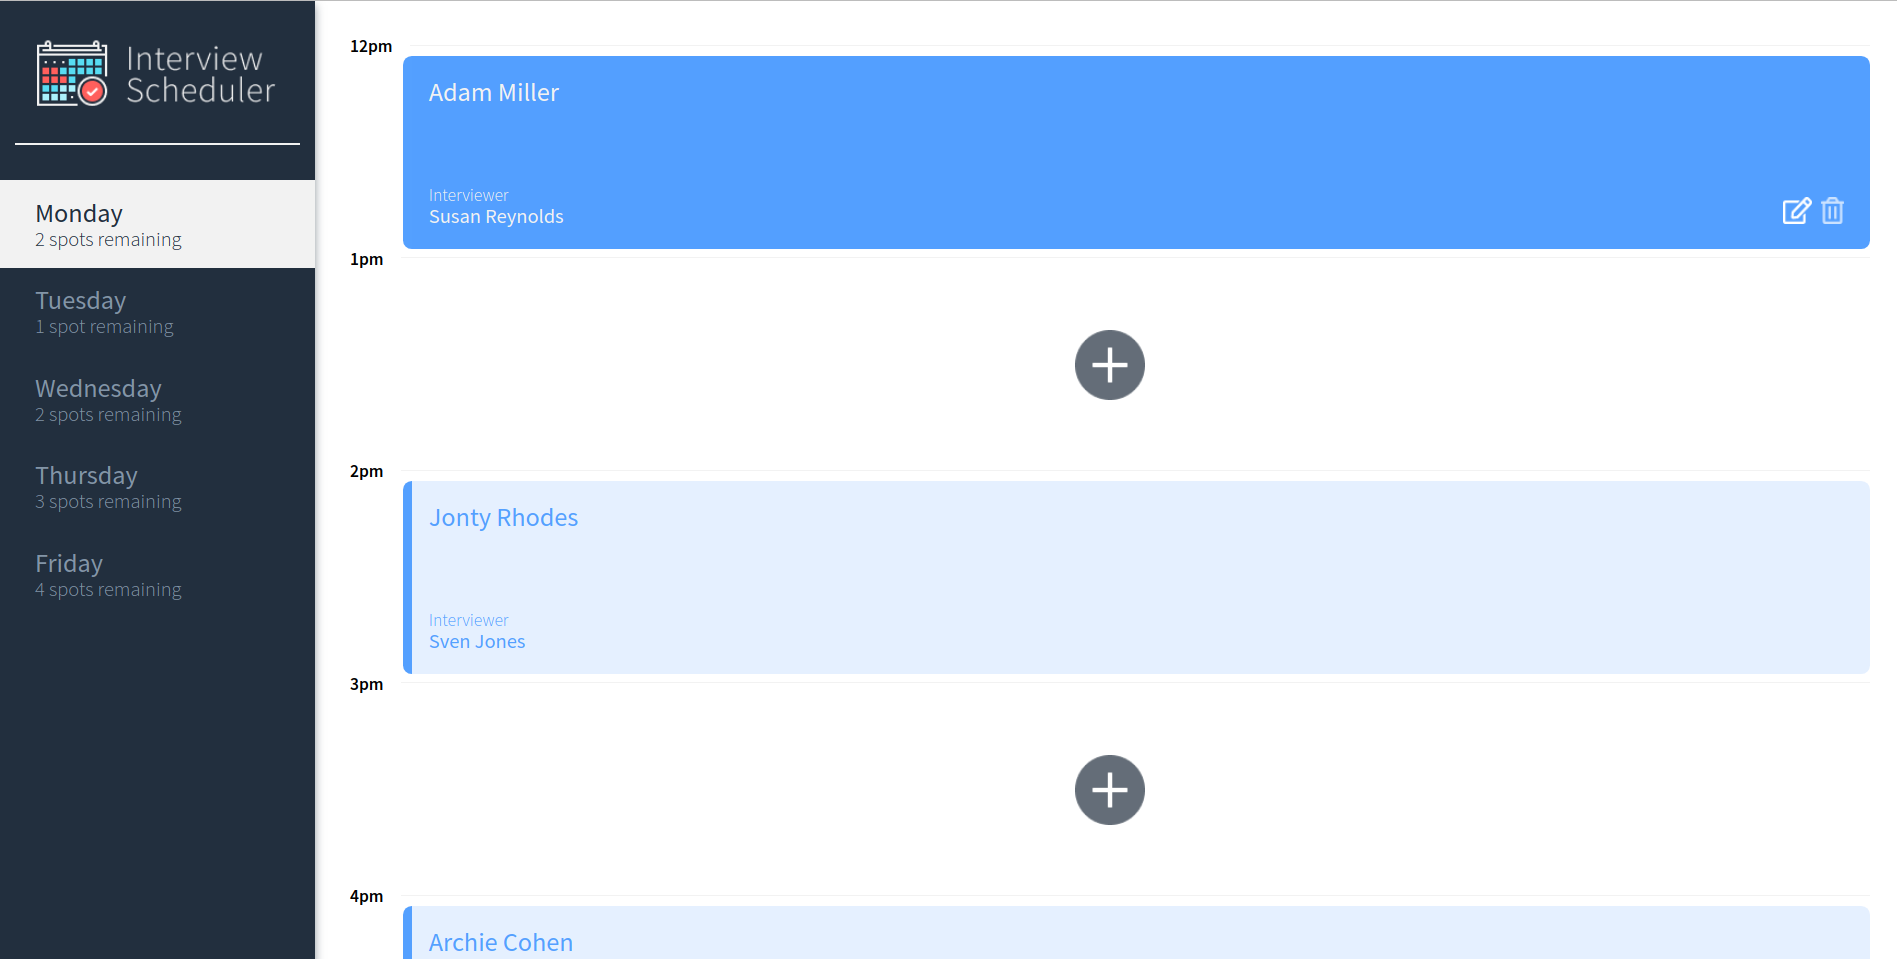 Interview
Scheduler
Monday
2 spots remaining
Tuesday
1 spot remaining
Wednesday
2 spots remaining
Thursday
3 spots remaining
Friday
4 spots remaining
12pm
Adam Miller
Interviewer
Susan Reynolds
1pm
2pm
Jonty Rhodes
Interviewer
Sven Jones
3pm
4pm
Archie Cohen